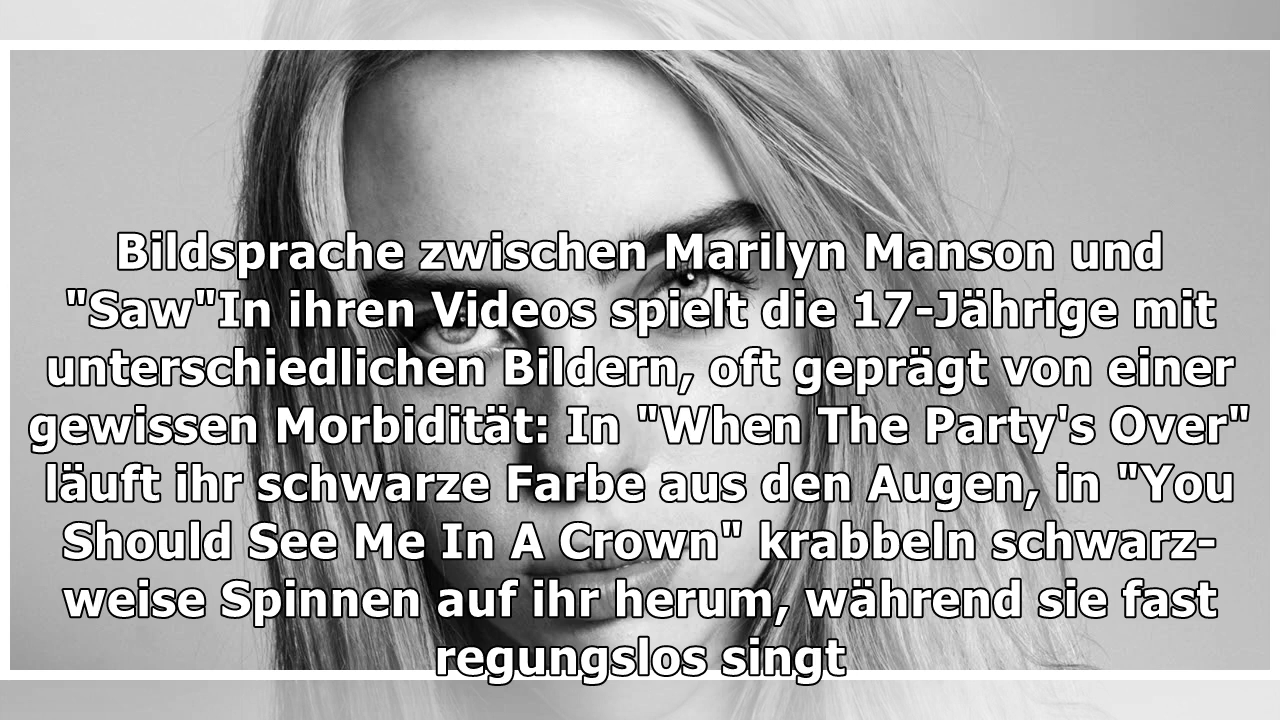 Bildsprache zwischen Marilyn Manson und
"Saw"In ihren Videos spielt die 17-Jährige mit
unterschiedlichen Bildern, oft geprägt von einer
gewissen Morbidität: In "When The Party's Over"
läuft ihr schwarze Farbe aus den Augen, in "You
Should See Me In A Crown" krabbeln schwarz-
weise Spinnen auf ihr herum, während sie fast
regungslos singt